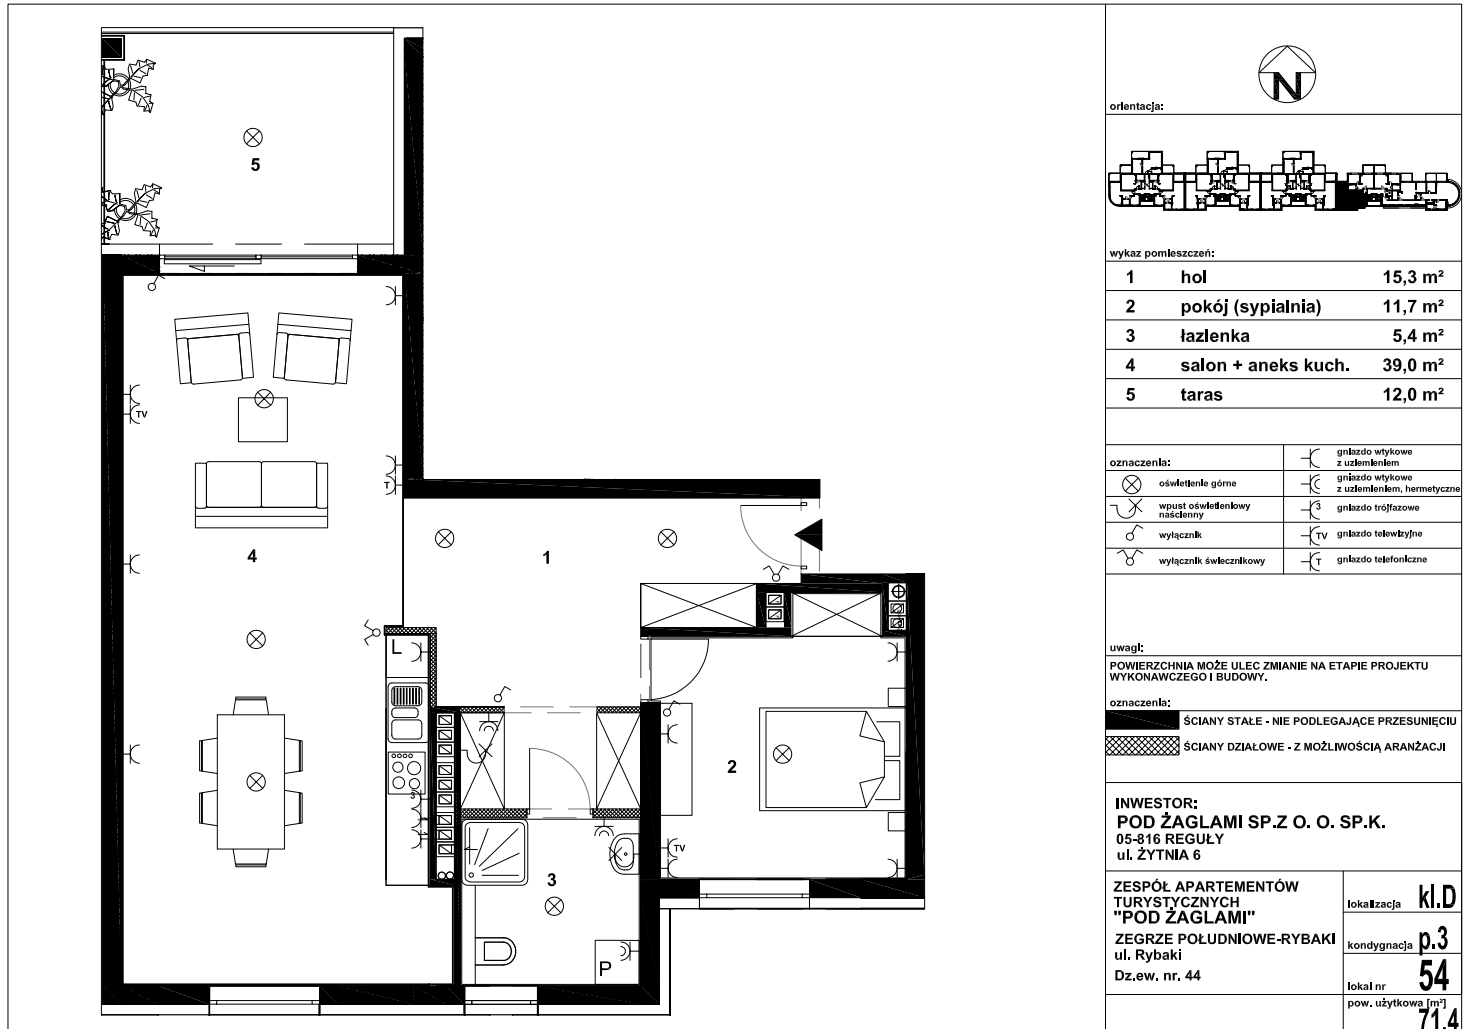 5
TV
T
4
1
L
3
2
TV
3
P
N
orientacja:
wykaz pomieszczeń:
1 hol 15,3 m²
2 pokój (sypialnia) 11,7 m²
3 łazienka 5,4 m²
4 salon + aneks kuch. 39,0 m²
5 taras 12,0 m²
oznaczenia:
oświetlenie górne
wpust oświetleniowy
naścienny
wyłącznik
wyłącznik świecznikowy
gniazdo wtykowe
z uziemieniem
gniazdo wtykowe
z uziemieniem, hermetyczne
3 gniazdo trójfazowe
TV gniazdo telewizyjne
T gniazdo telefoniczne
uwagi:
POWIERZCHNIA MOŻE ULEC ZMIANIE NA ETAPIE PROJEKTU
WYKONAWCZEGO I BUDOWY.
oznaczenia:
ŚCIANY STAŁE - NIE PODLEGAJĄCE PRZESUNIĘCIU
ŚCIANY DZIAŁOWE - Z MOŻLIWOŚCIĄ ARANŻACJI
INWESTOR:
POD ŻAGLAMI SP.Z O. O. SP.K.
05-816 REGUŁY
ul. ŻYTNIA 6
ZESPÓŁ APARTEMENTÓW
TURYSTYCZNYCH
"POD ŻAGLAMI"
ZEGRZE POŁUDNIOWE-RYBAKI
ul. Rybaki
Dz.ew. nr. 44
lokalizacja kl.D
kondygnacja p.3
lokal nr 54
pow. użytkowa [m²]
71,4